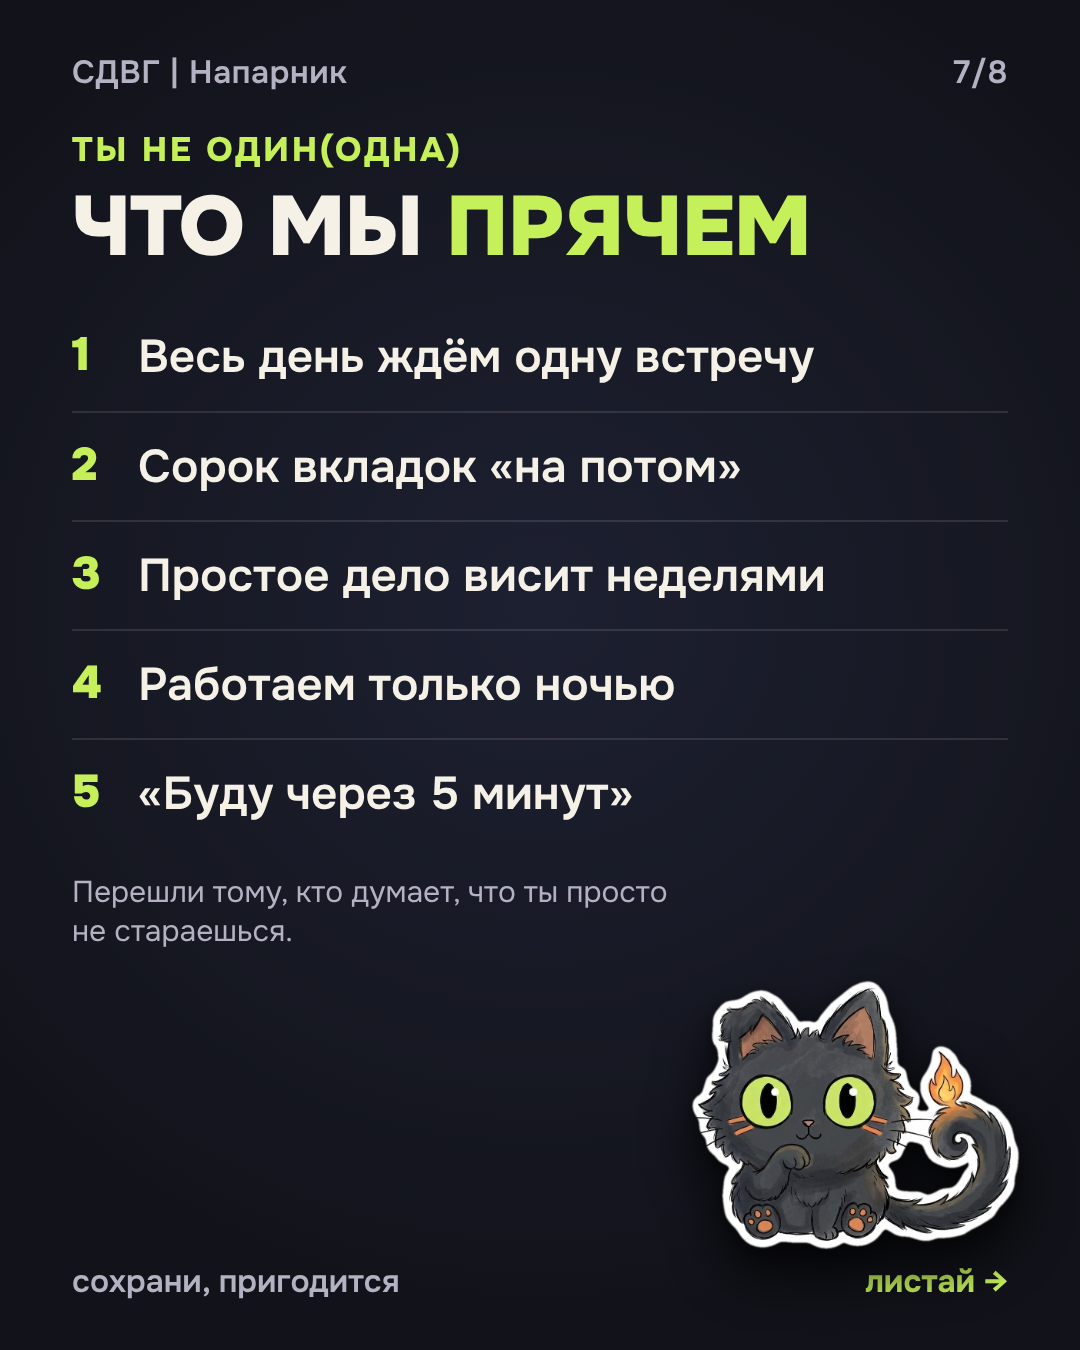 СДВГ | Напарник
7/8
ТЫ НЕ ОДИН(ОДНА)
ЧТО МЫ ПРЯЧЕМ
1 Весь день ждём одну встречу
2 Сорок вкладок «на потом»
3 Простое дело висит неделями
4 Работаем только ночью
5 «Буду через 5 минут»
Перешли тому, кто думает, что ты просто
не стараешься.
сохрани, пригодится
листай →